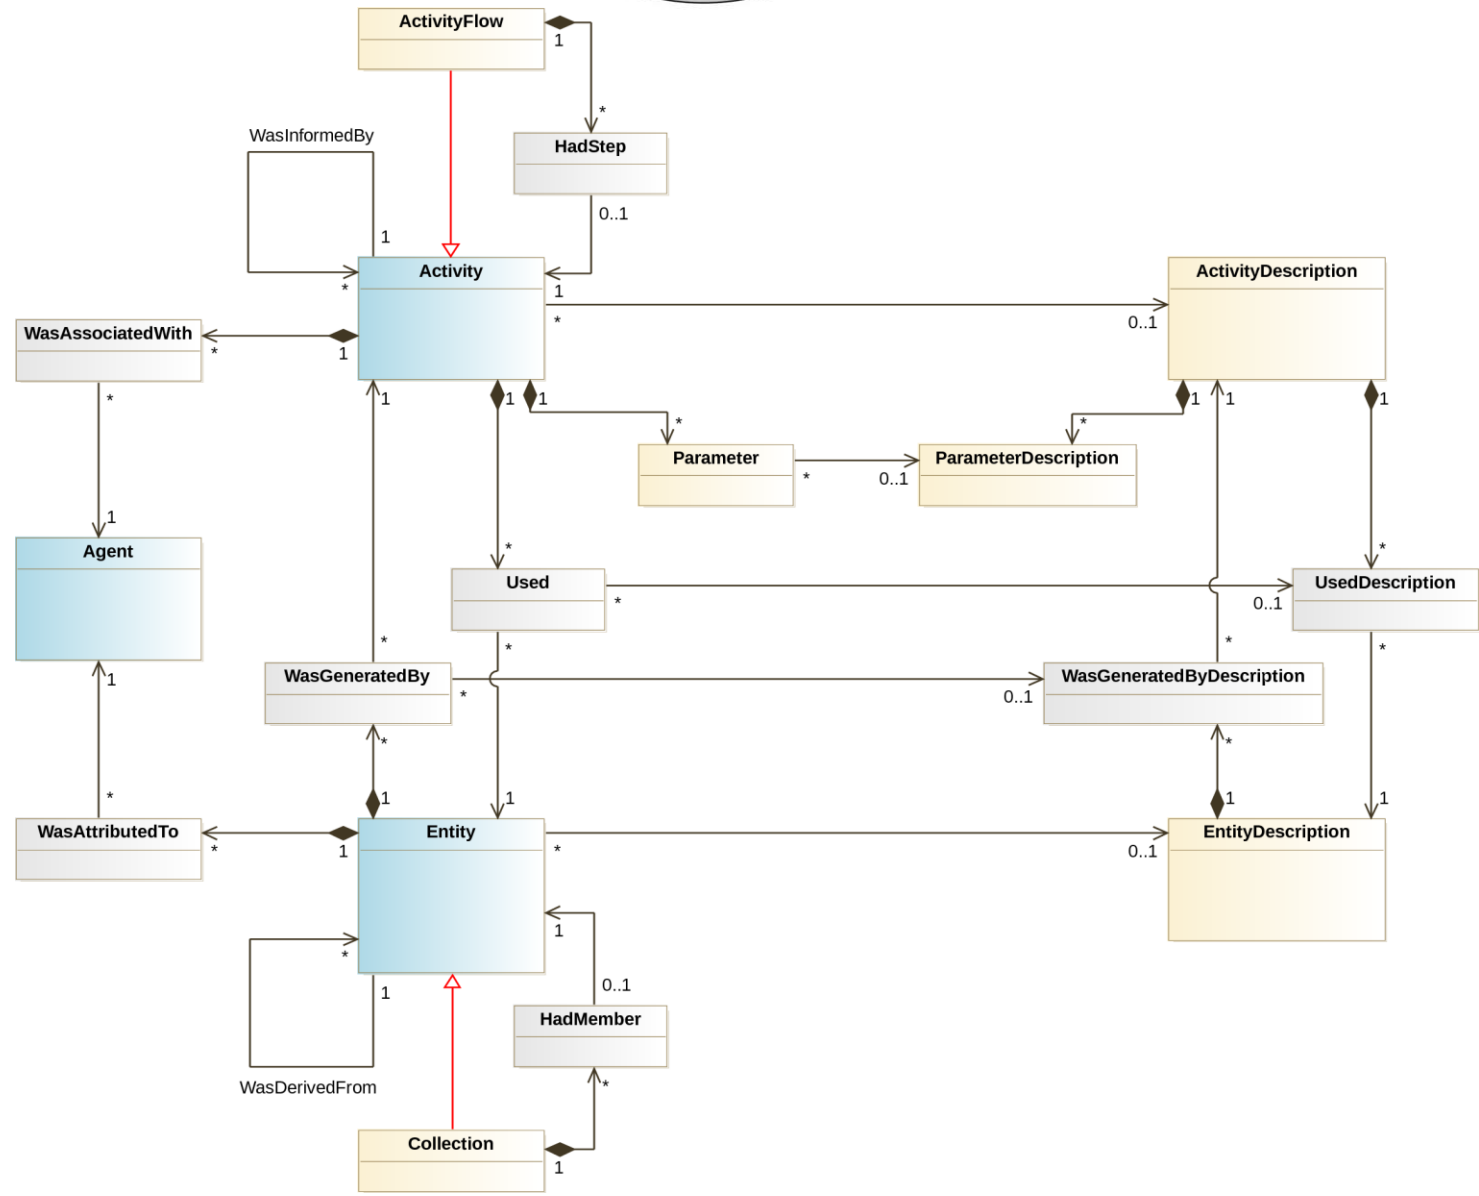 ActivityFlow
1
*
WasInformedBy
HadStep
0..1
1
Activity
ActivityDescription
*
1
*
0..1
WasAssociatedWith
*
1
*
1
1
1
1
1
1
*
*
Parameter
ParameterDescription
*
0..1
1
Agent
*
*
Used
UsedDescription
*
0..1
*
*
*
*
WasGeneratedBy
WasGeneratedByDescription
1
*
0..1
*
*
*
1
1
1
1
WasAttributedTo
Entity
EntityDescription
*
1
*
0..1
1
*
0..1
1
HadMember
WasDerivedFrom
*
Collection
1